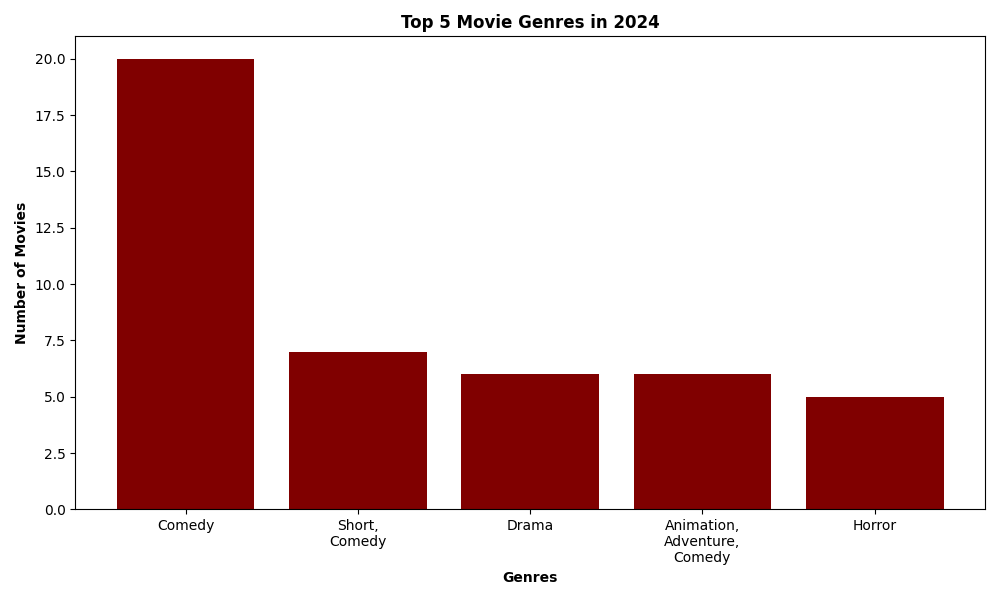 Top 5 Movie Genres in 2024
Number of Movies
20.0
17.5
15.0
12.5
10.0
7.5
5.0
2.5
0.0
Comedy
Short,
Comedy
Drama
Animation,
Adventure,
Comedy
Horror
Genres